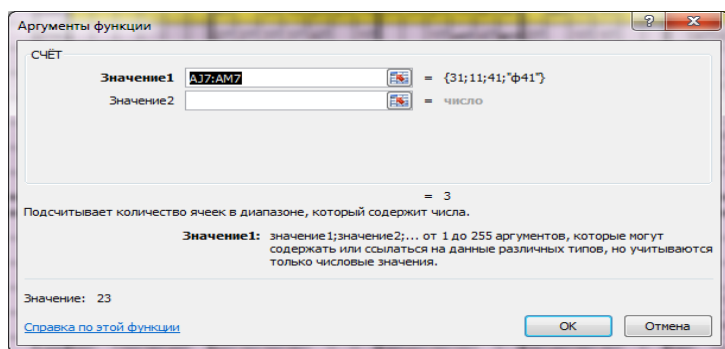 Аргументы функции
СЧЁТ
Значение1 AJ7:AM7 = {31;11;41;"ф41"}
Значение2 = число
= 3
Подсчитывает количество ячеек в диапазоне, который содержит числа.
Значение1: значение1;значение2;... от 1 до 255 аргументов, которые могут
содержать или ссылаться на данные различных типов, но учитываются
только числовые значения.
Значение: 23
Справка по этой функции
ОК Отмена